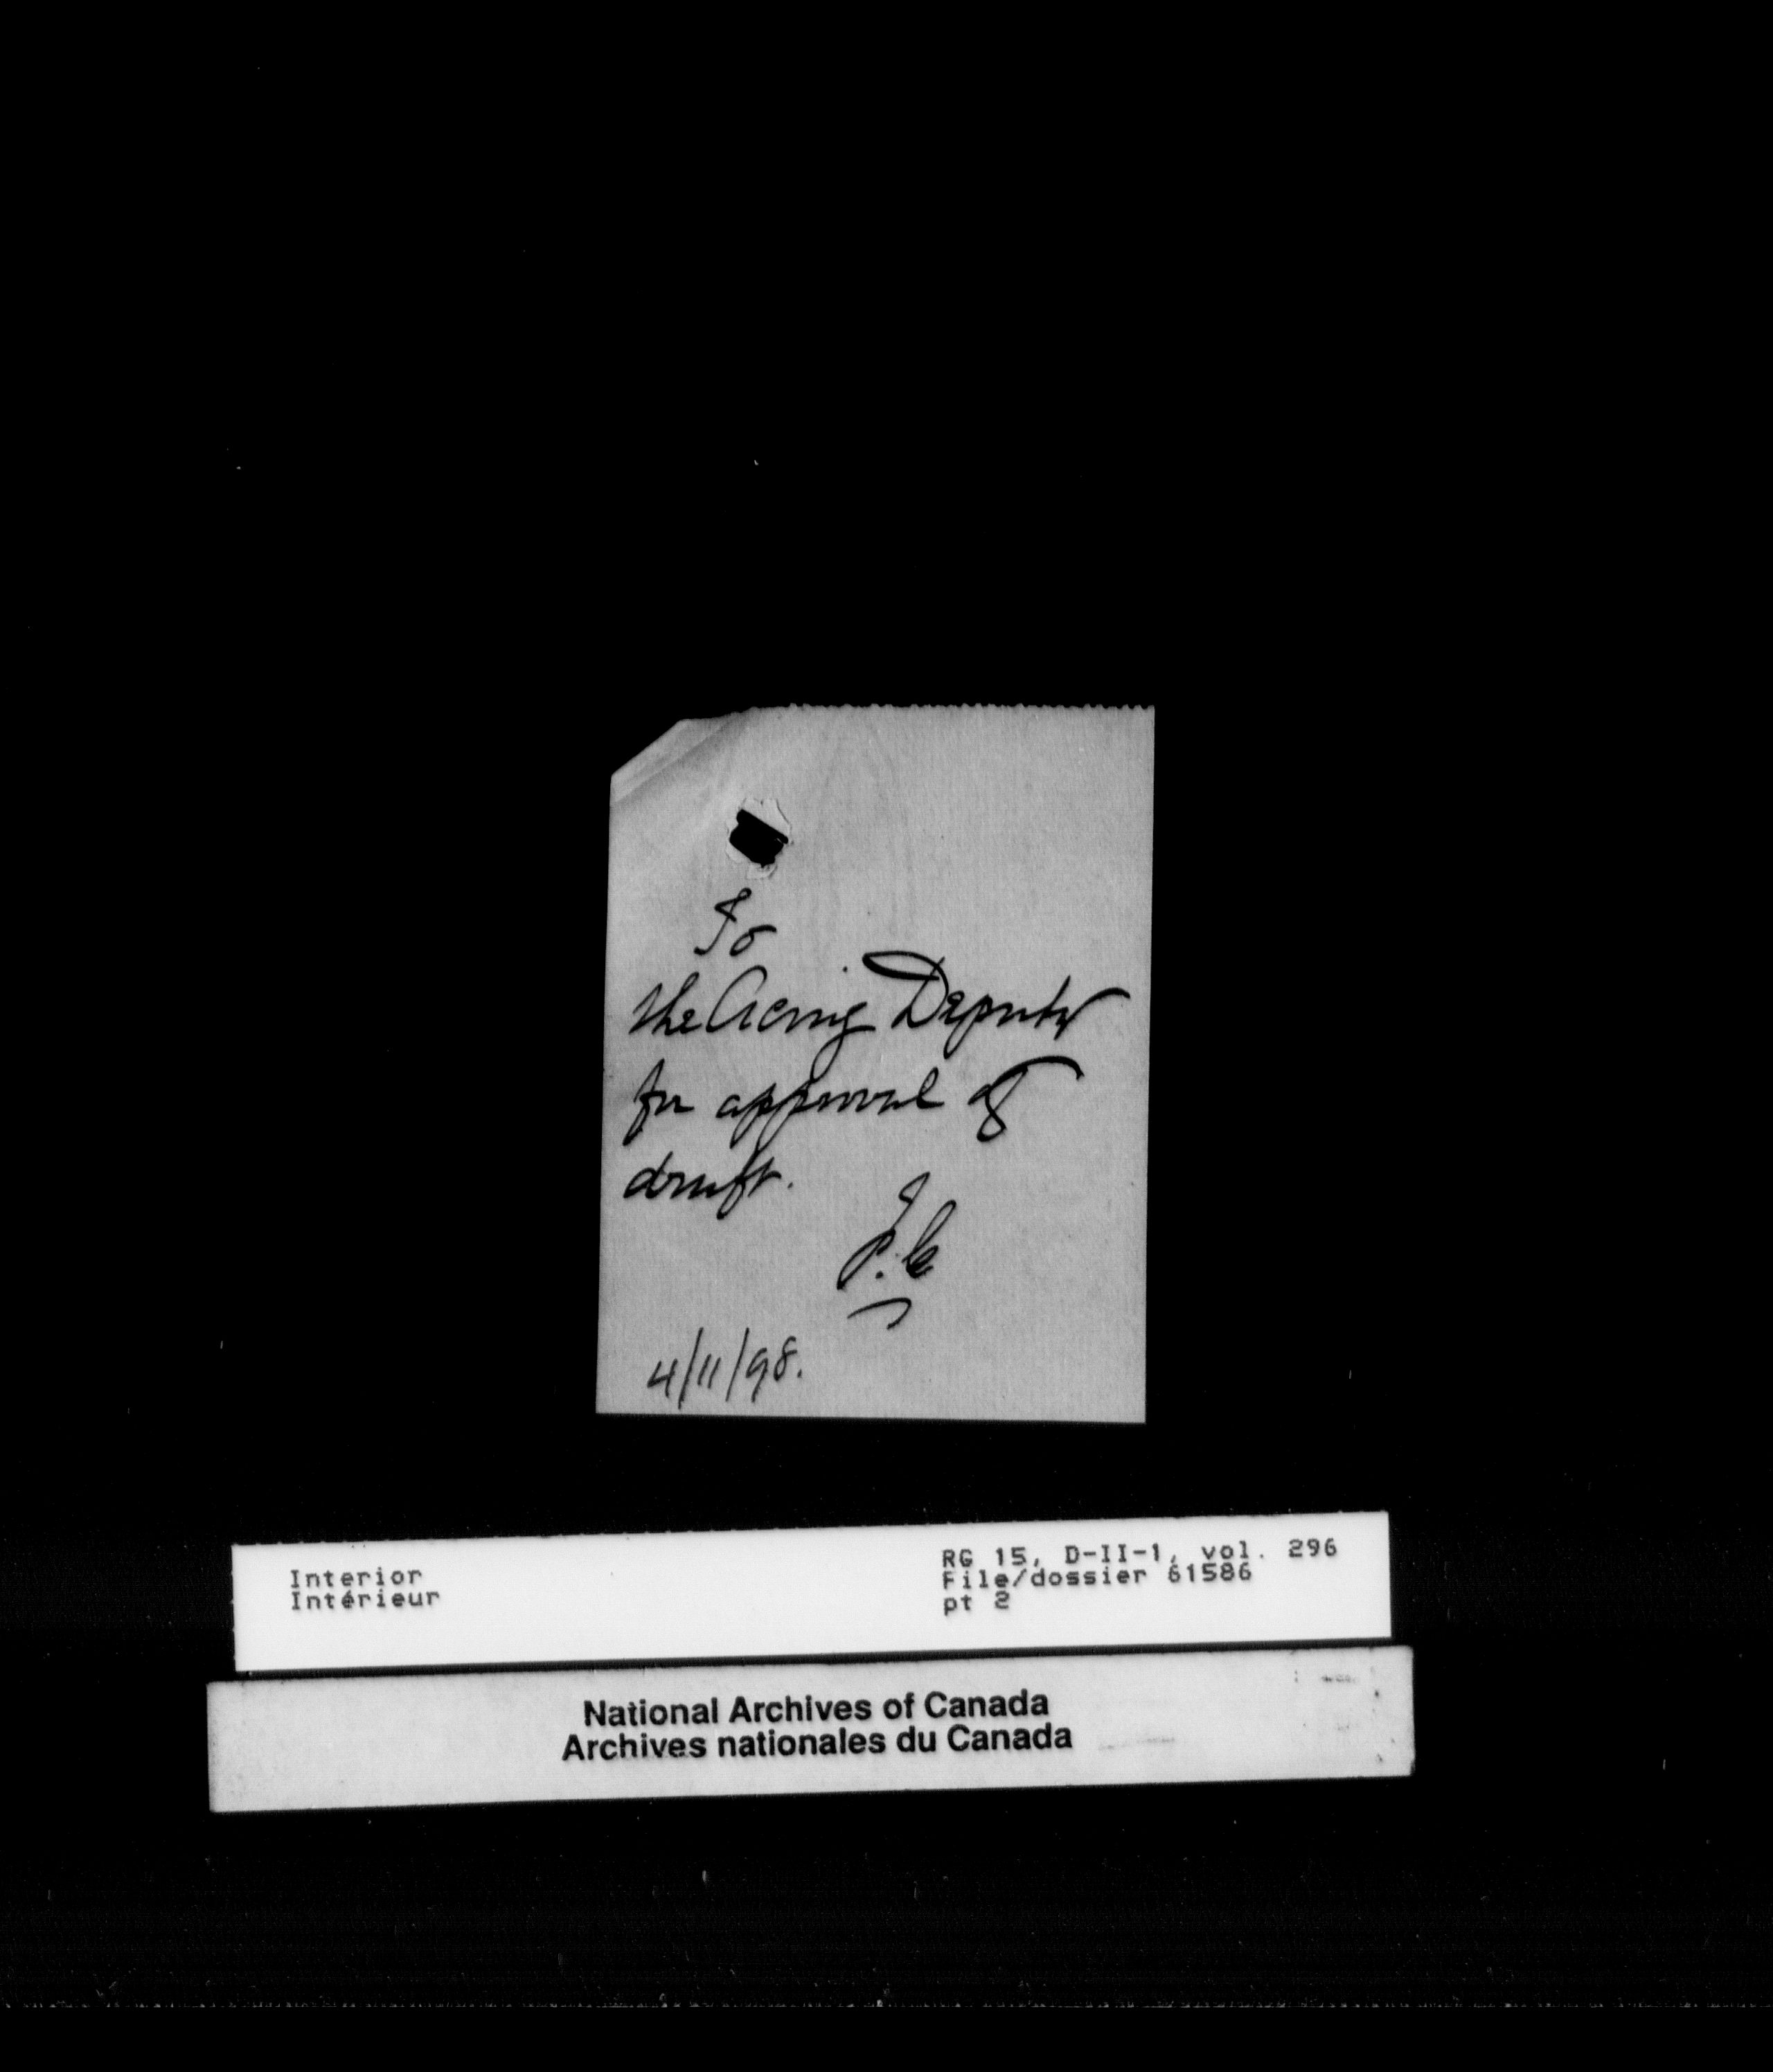 To
the Acting Deputy
for approval of
draft.
P. C
4/11/98.
Interior
Intérieur
RG 15, D-II-1, vol. 296
File/dossier 61586
pt 2
National Archives of Canada
Archives nationales du Canada